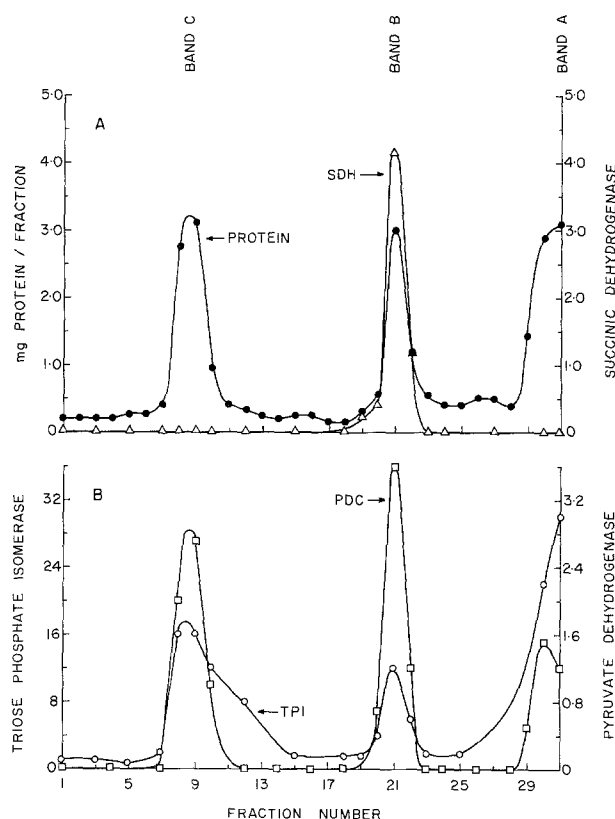 BAND C
BAND B
BAND A
5·0
4·0
3·0
2·0
1·0
0
mg PROTEIN / FRACTION
A
SDH
PROTEIN
5·0
4·0
3·0
2·0
1·0
0
SUCCINIC DEHYDROGENASE
B
32
24
16
8
0
TRIOSE PHOSPHATE ISOMERASE
PDC
TPI
3.2
2.4
1.6
0.8
0
PYRUVATE DEHYDROGENASE
1 5 9 13 17 21 25 29
FRACTION NUMBER